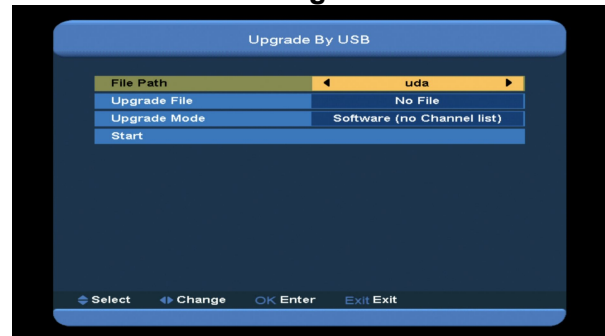 Upgrade By USB
File Path uda
Upgrade File No File
Upgrade Mode Software (no Channel list)
Start
Select Change OK Enter Exit Exit